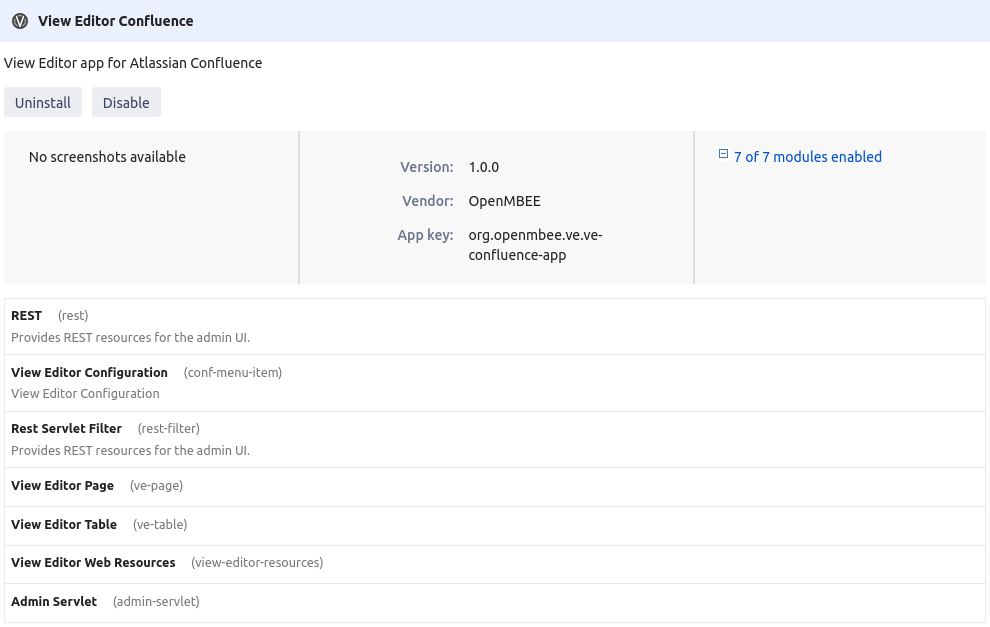 View Editor Confluence
View Editor app for Atlassian Confluence
Uninstall Disable
No screenshots available
Version: 1.0.0
Vendor: OpenMBEE
App key: org.openmbee.ve.ve-
confluence-app
7 of 7 modules enabled
REST (rest)
Provides REST resources for the admin UI.
View Editor Configuration (conf-menu-item)
View Editor Configuration
Rest Servlet Filter (rest-filter)
Provides REST resources for the admin UI.
View Editor Page (ve-page)
View Editor Table (ve-table)
View Editor Web Resources (view-editor-resources)
Admin Servlet (admin-servlet)